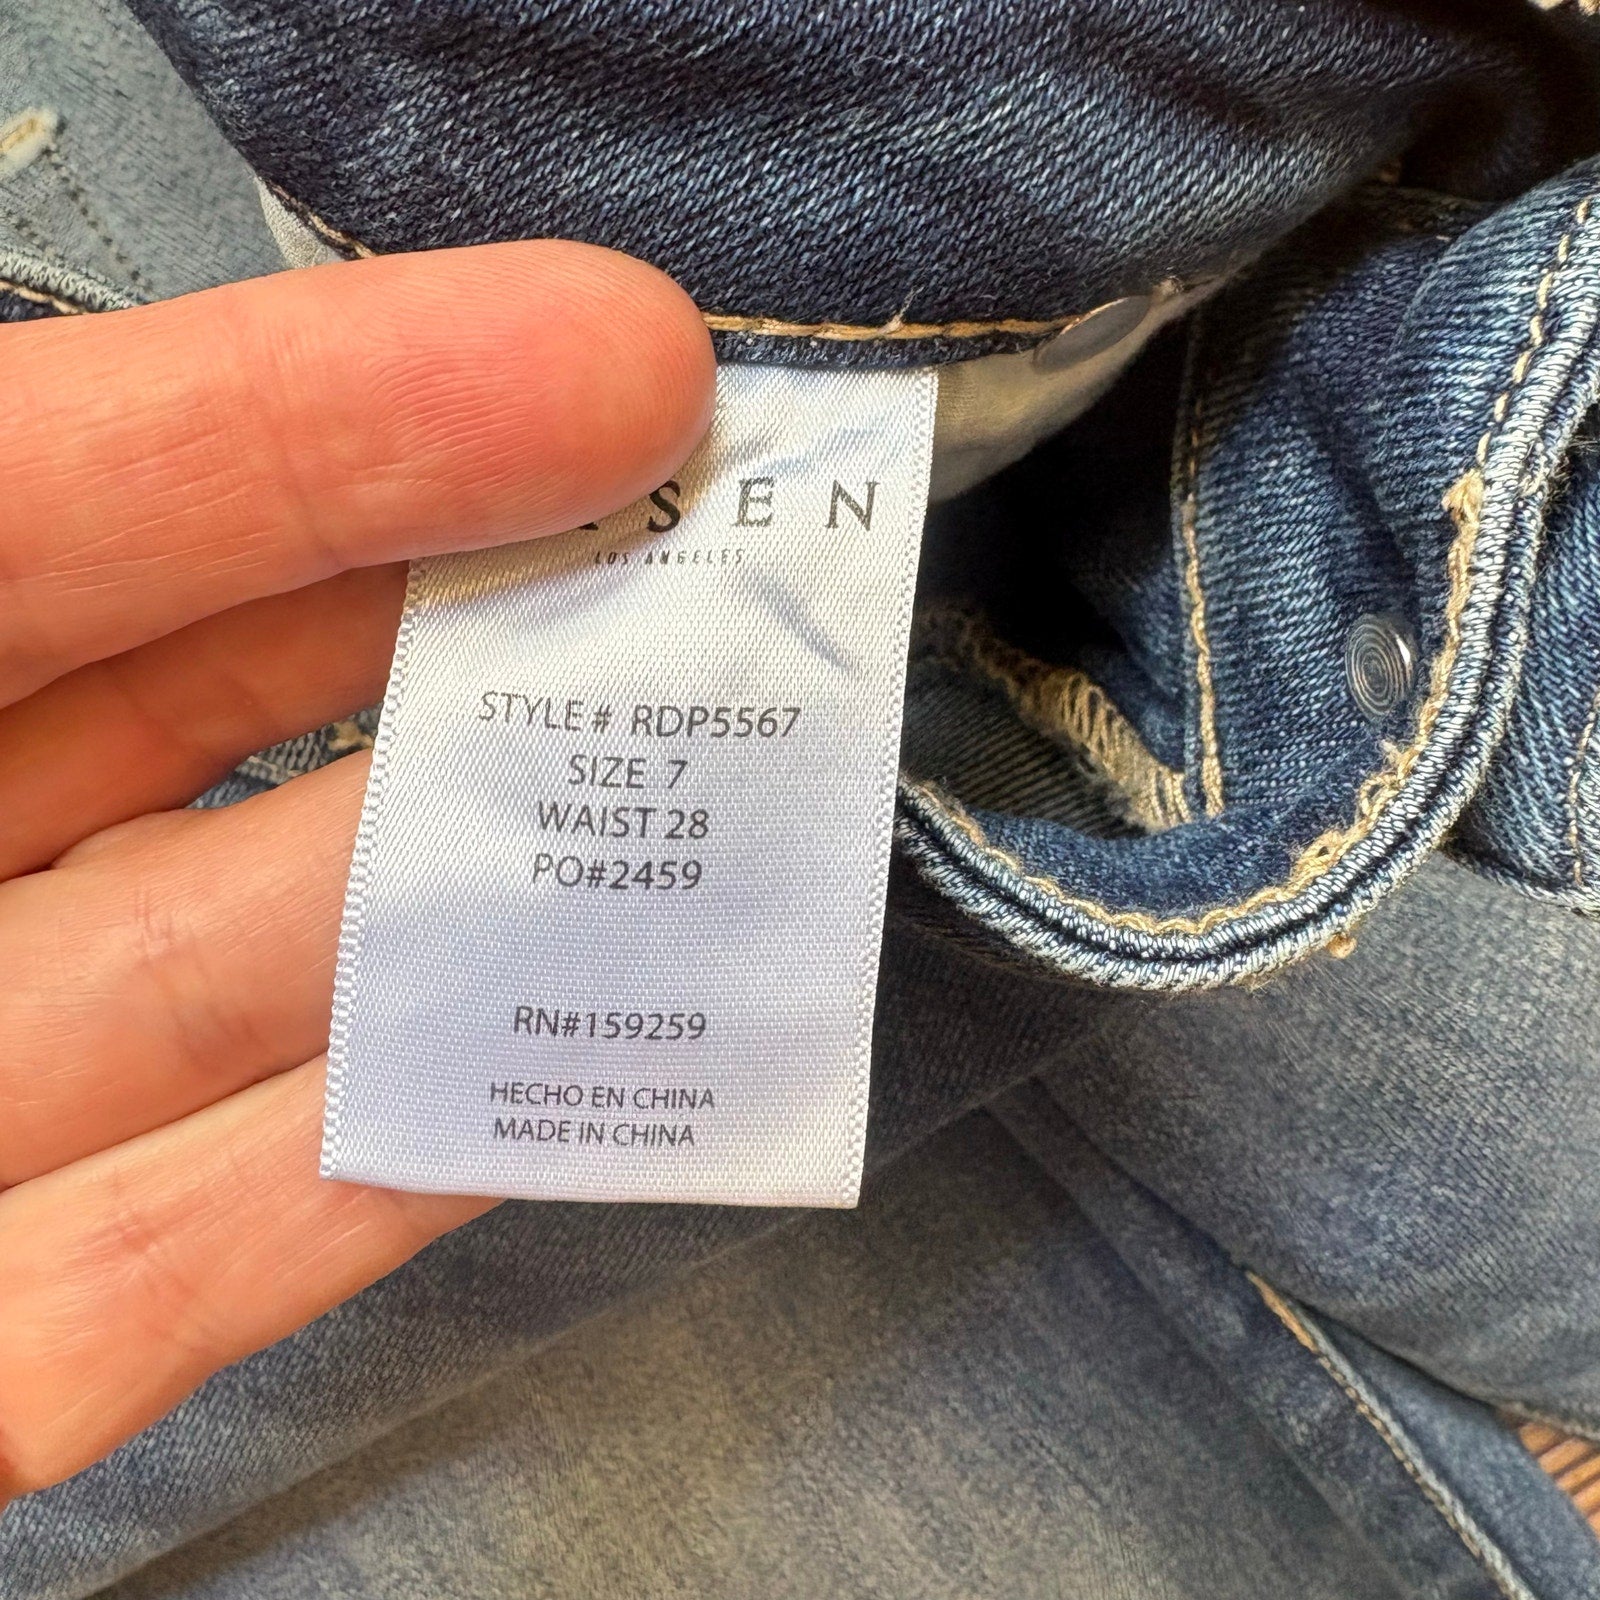 SEN
LOS ANGELES
STYLE# RDP5567
SIZE 7
WAIST 28
PO#2459
RN#159259
HECHO EN CHINA
MADE IN CHINA